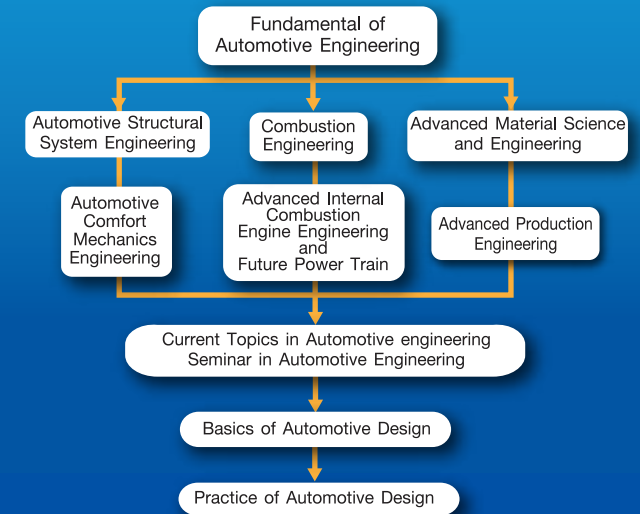 Fundamental of
Automotive Engineering
Automotive Structural
System Engineering
Combustion
Engineering
Advanced Material Science
and Engineering
Automotive
Comfort
Mechanics
Engineering
Advanced Internal
Combustion
Engine Engineering
and
Future Power Train
Advanced Production
Engineering
Current Topics in Automotive engineering
Seminar in Automotive Engineering
Basics of Automotive Design
Practice of Automotive Design